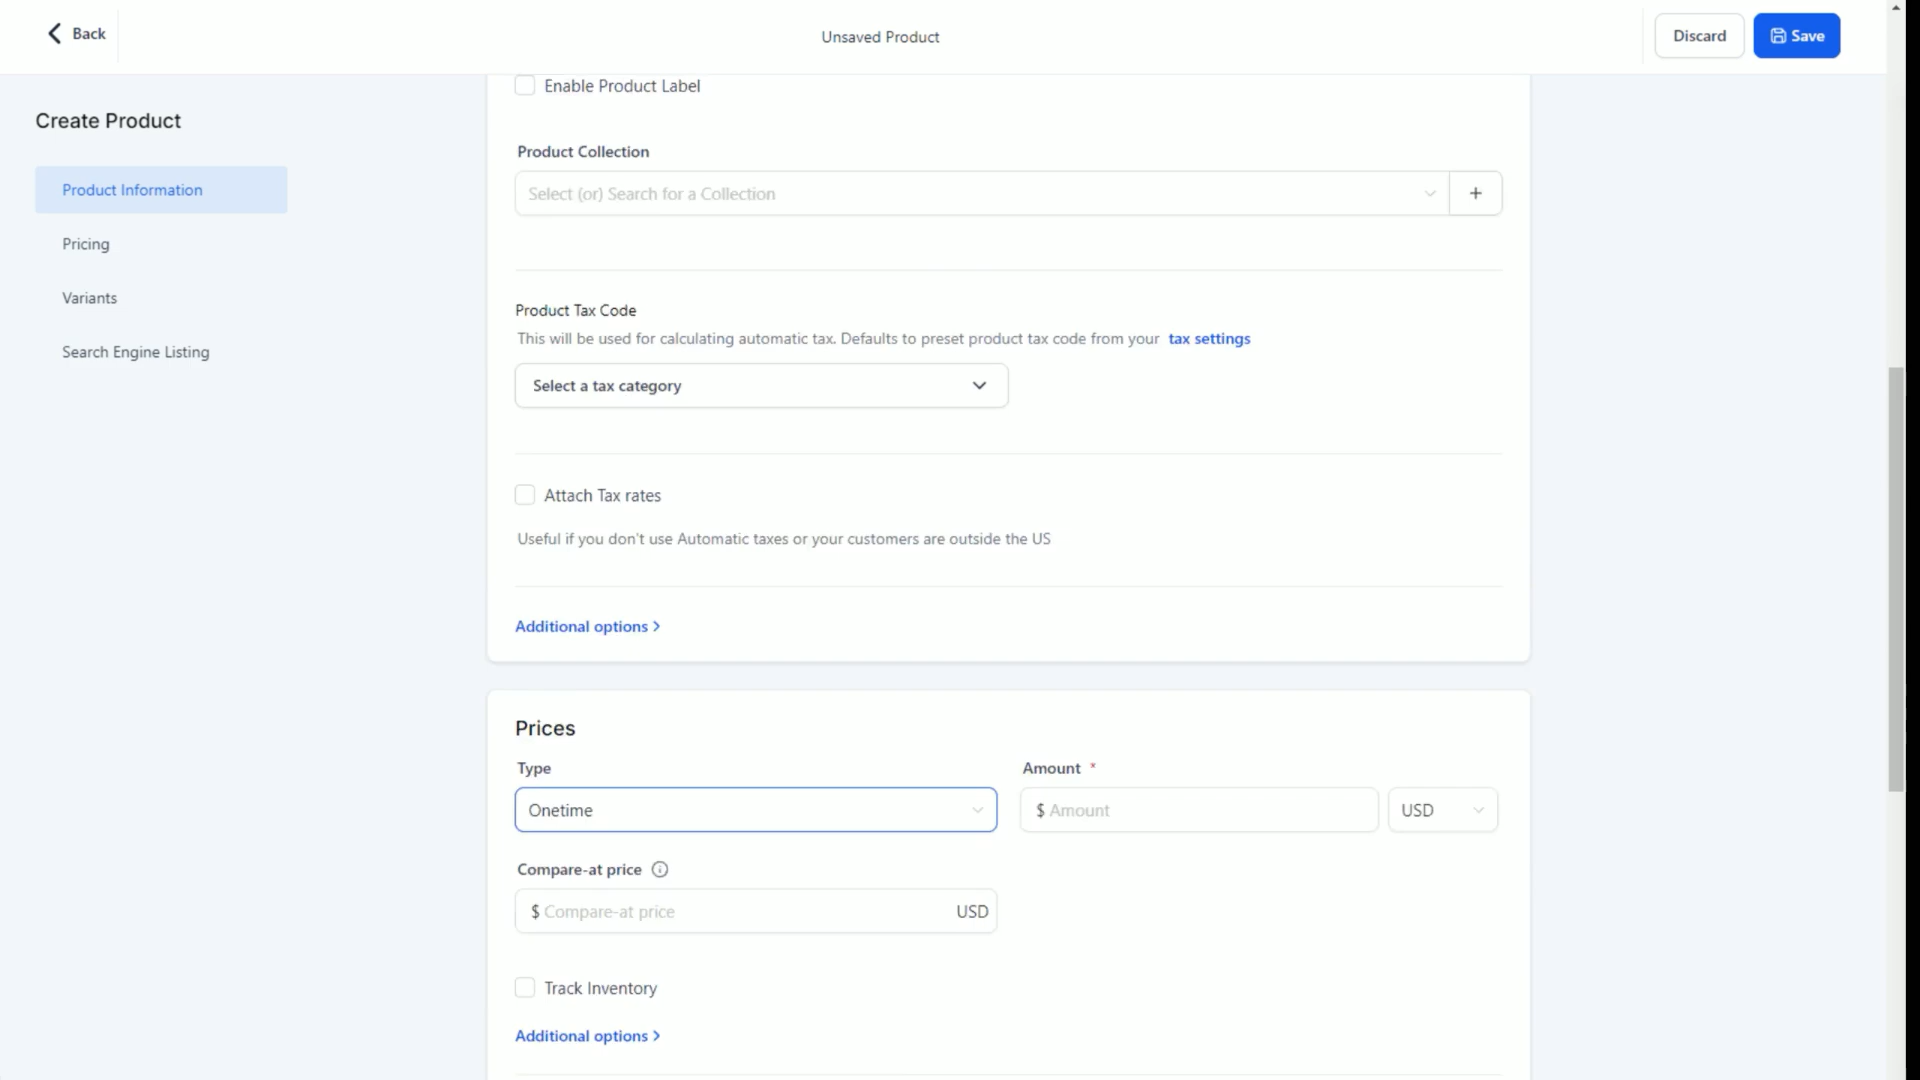 Back
Unsaved Product
Discard
Save
Create Product
Product Information
Pricing
Variants
Search Engine Listing
Enable Product Label
Product Collection
Select (or) Search for a Collection
+
Product Tax Code
This will be used for calculating automatic tax. Defaults to preset product tax code from your tax settings
Select a tax category
Attach Tax rates
Useful if you don't use Automatic taxes or your customers are outside the US
Additional options >
Prices
Type
Amount *
Onetime
$ Amount
USD
Compare-at price
$ Compare-at price USD
Track Inventory
Additional options >